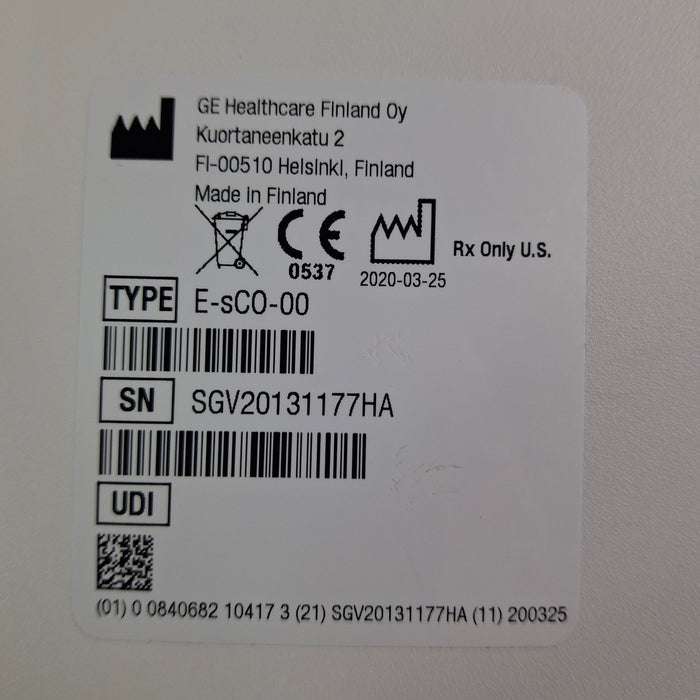 GE Healthcare Finland Oy
Kuortaneenkatu 2
FI-00510 Helsinki, Finland
Made in Finland
CE
0537
2020-03-25
Rx Only U.S.
TYPE E-sCO-00
SN SGV20131177HA
UDI
(01) 0 0840682 10417 3 (21) SGV20131177HA (11) 200325